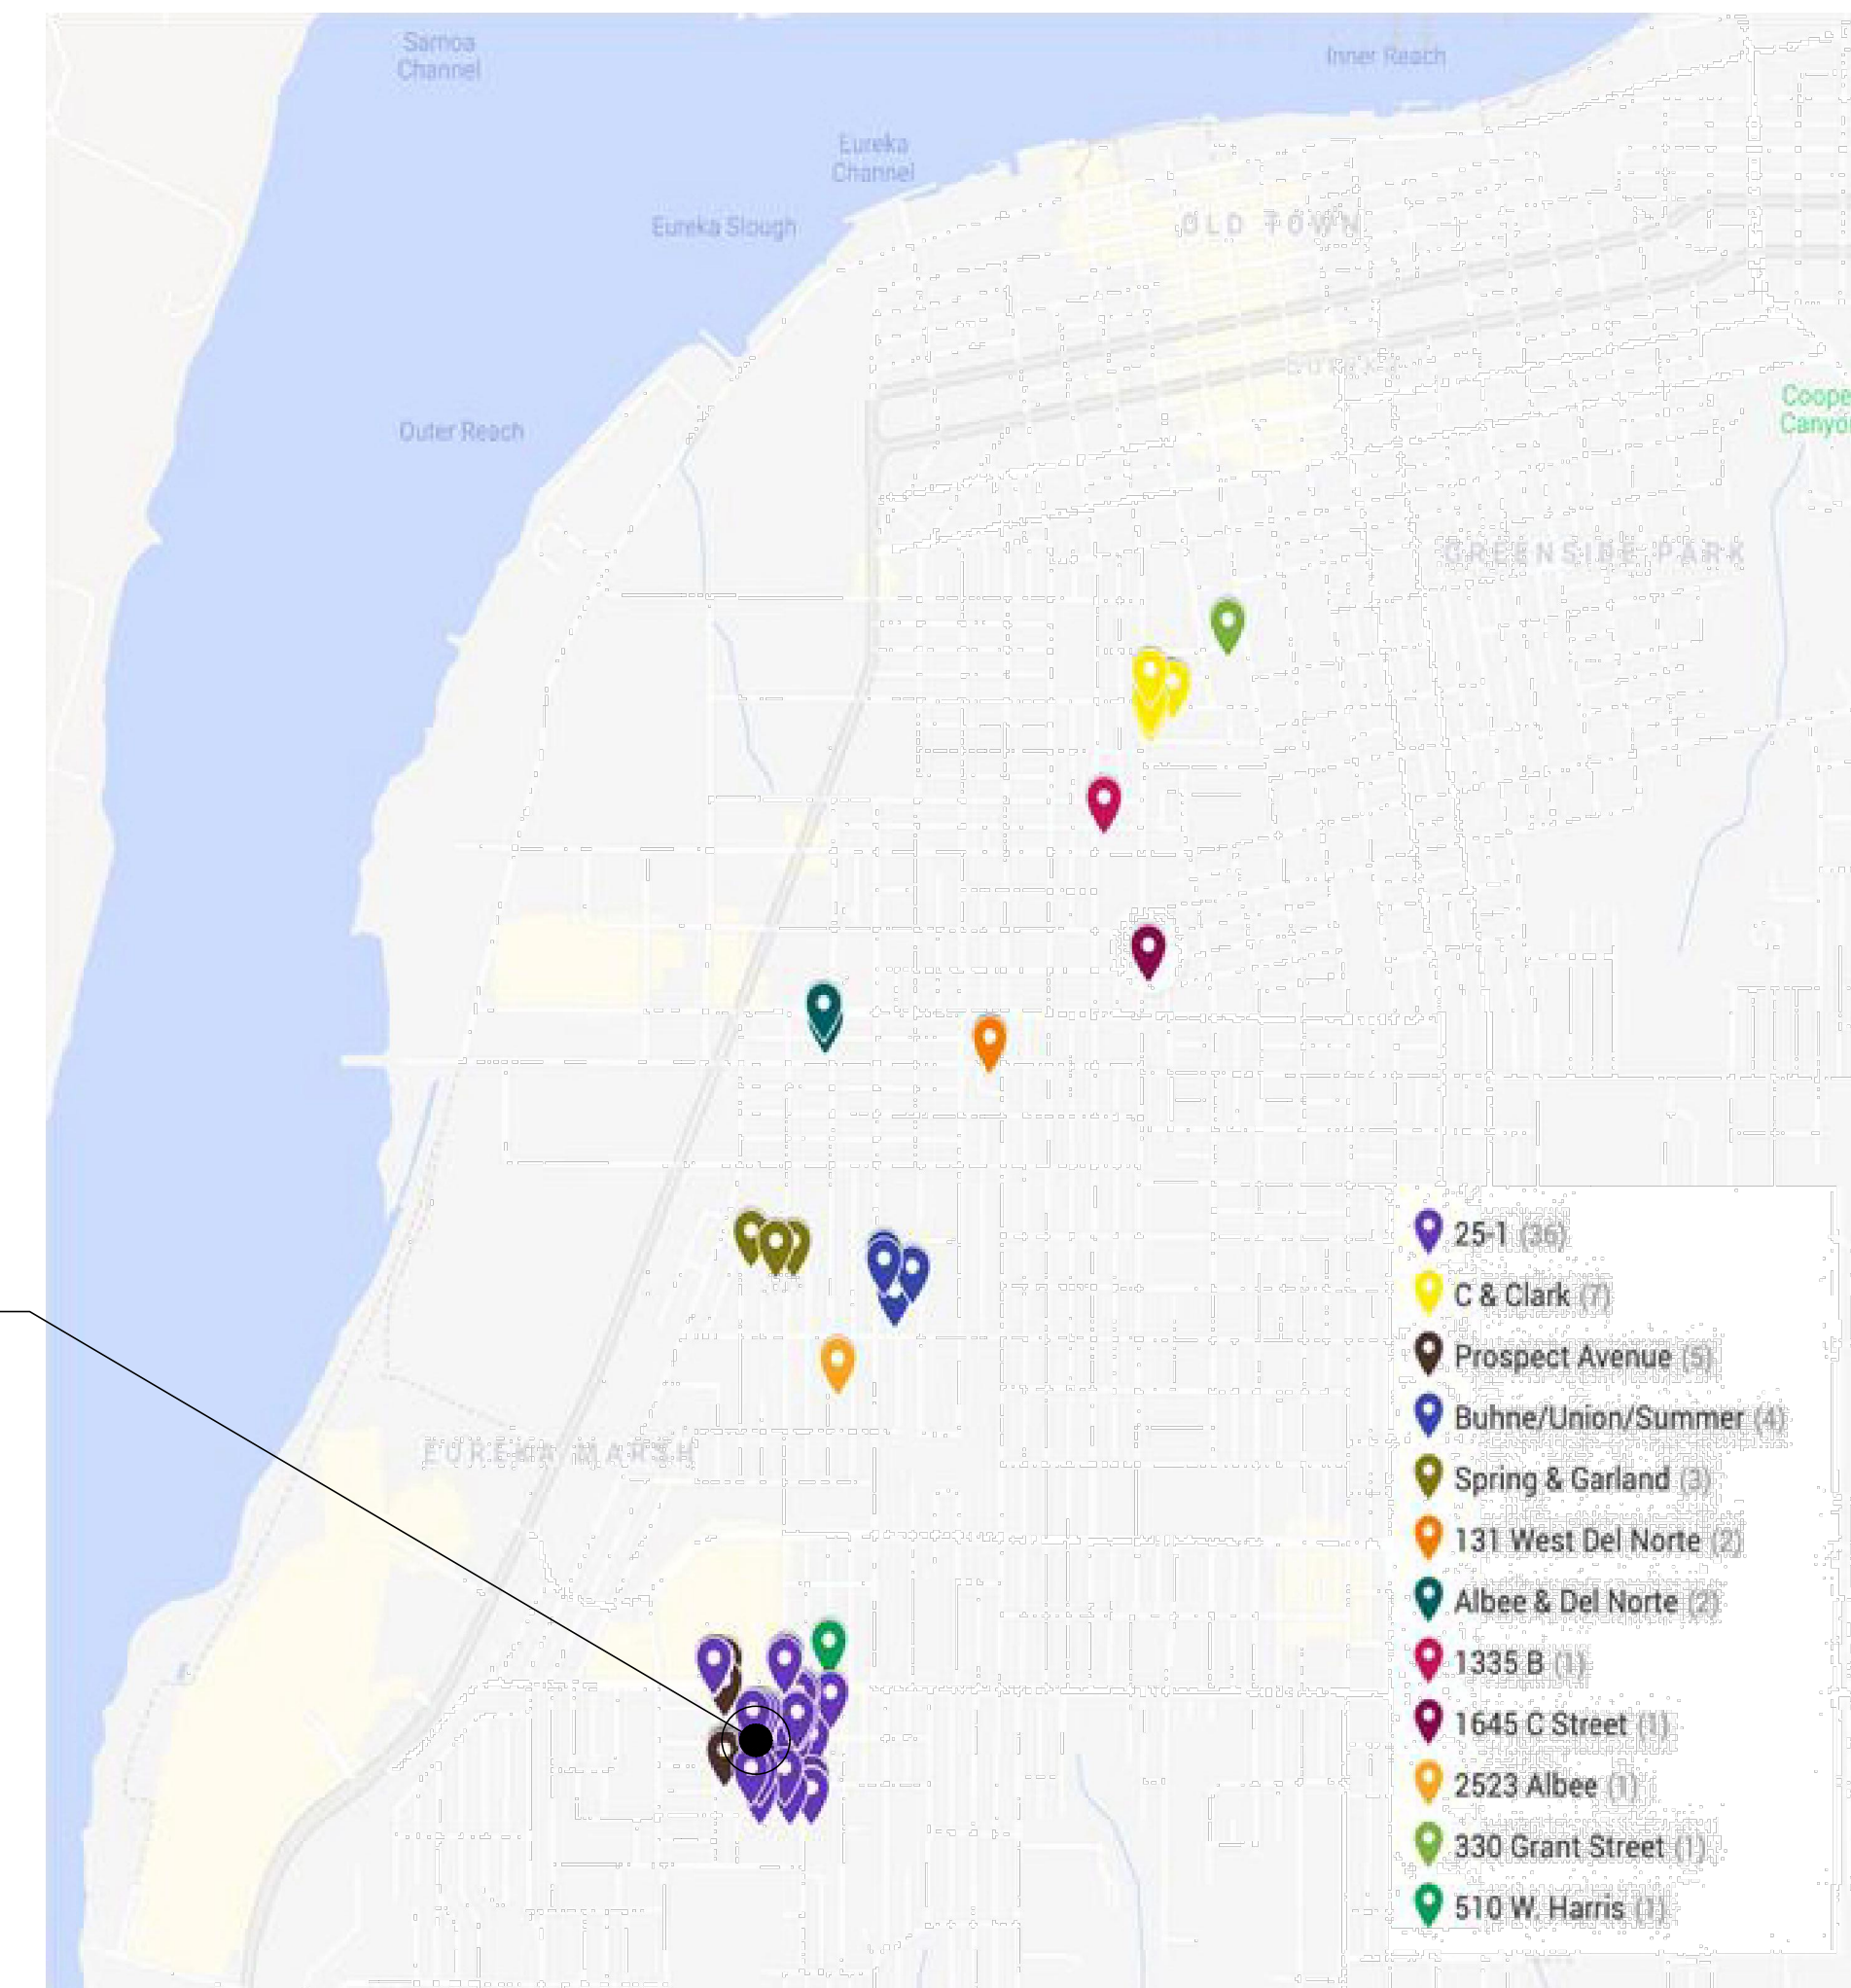 Samoa
Channel
Inner Reach
Eureka
Channel
Eureka Slough
OLD TOWN
Eureka
Outer Reach
Coope
Canyo
GREENSIDE PARK
EUREKA MARSH
25-1 (36)
C & Clark (7)
Prospect Avenue (5)
Buhne/Union/Summer (4)
Spring & Garland (3)
131 West Del Norte (2)
Albee & Del Norte (2)
1335 B (1)
1645 C Street (1)
2523 Albee (1)
330 Grant Street (1)
510 W. Harris (1)